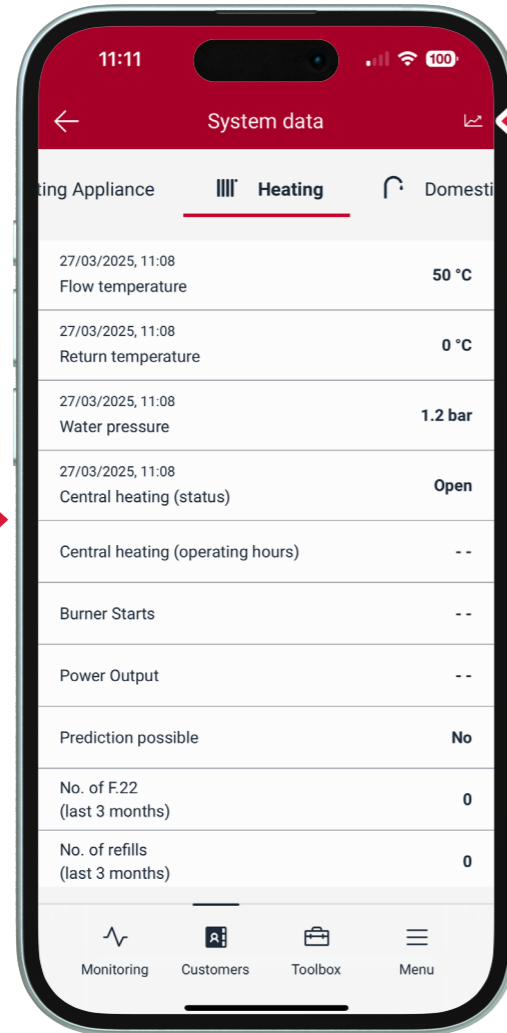 11:11
100
System data
ting Appliance
Heating
Domesti
27/03/2025, 11:08
Flow temperature
50 °C
27/03/2025, 11:08
Return temperature
0 °C
27/03/2025, 11:08
Water pressure
1.2 bar
27/03/2025, 11:08
Central heating (status)
Open
Central heating (operating hours)
- -
Burner Starts
- -
Power Output
- -
Prediction possible
No
No. of F.22
(last 3 months)
0
No. of refills
(last 3 months)
0
Monitoring
Customers
Toolbox
Menu